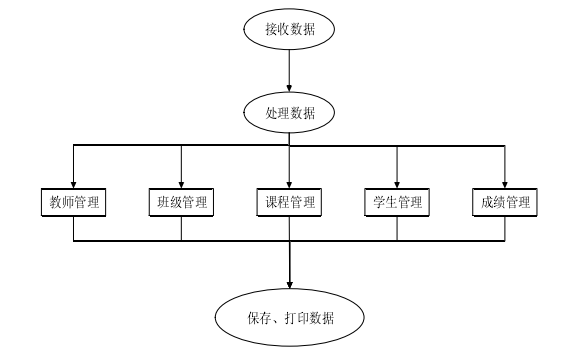 接收数据
处理数据
教师管理
班级管理
课程管理
学生管理
成绩管理
保存、打印数据